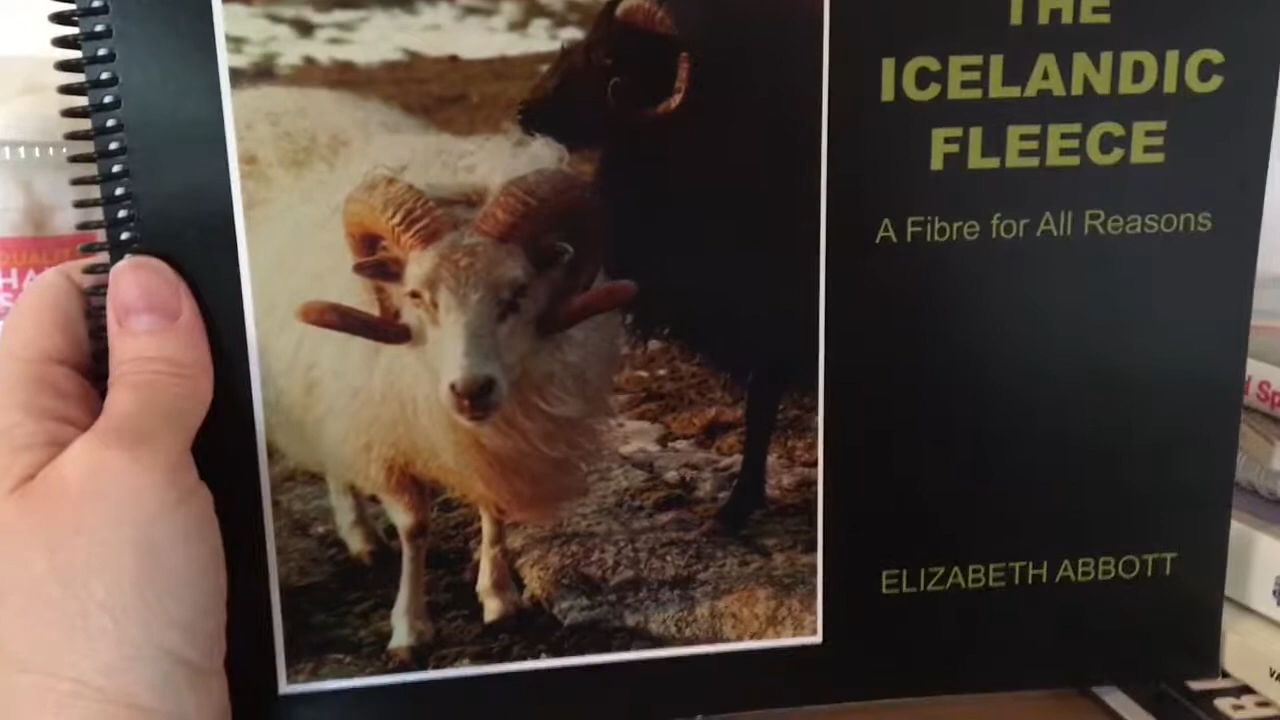 THE
ICELANDIC
FLEECE
A Fibre for All Reasons
ELIZABETH ABBOTT